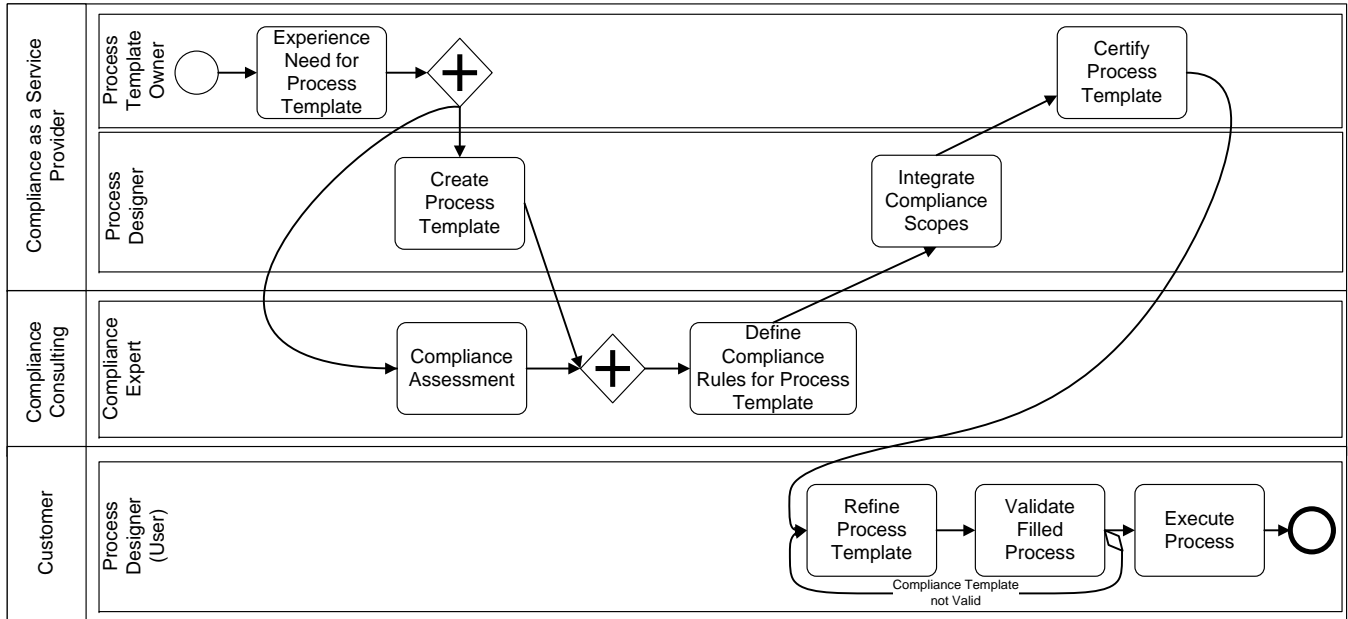 Compliance as a Service
Provider
Process
Template
Owner
Experience
Need for
Process
Template
Certify
Process
Template
Process
Designer
Create
Process
Template
Integrate
Compliance
Scopes
Compliance
Consulting
Compliance
Expert
Compliance
Assessment
Define
Compliance
Rules for Process
Template
Customer
Process
Designer
(User)
Refine
Process
Template
Validate
Filled
Process
Execute
Process
Compliance Template
not Valid